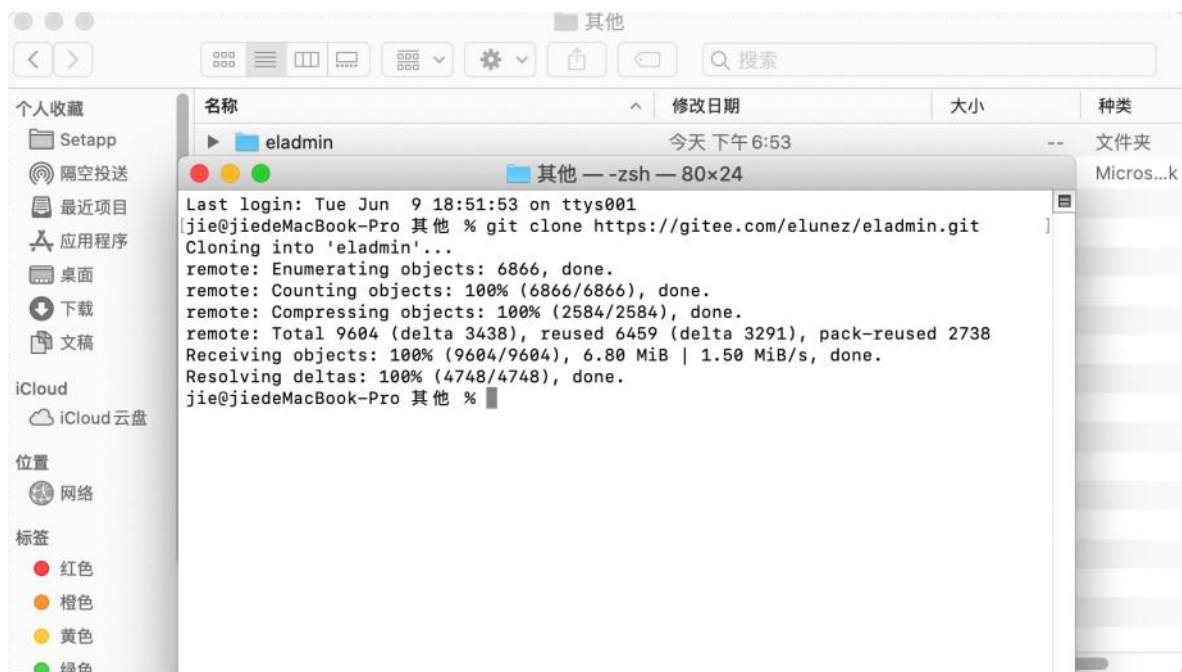 其他
搜索
个人收藏
Setapp
隔空投送
最近项目
应用程序
桌面
下载
文稿
iCloud
iCloud云盘
位置
网络
标签
红色
橙色
黄色
绿色
名称 修改日期 大小 种类
eladmin 今天 下午6:53 -- 文件夹
Micros...k
其他 — -zsh — 80×24
Last login: Tue Jun  9 18:51:53 on ttys001
[jie@jiedeMacBook-Pro 其他 % git clone https://gitee.com/elunez/eladmin.git ]
Cloning into 'eladmin'...
remote: Enumerating objects: 6866, done.
remote: Counting objects: 100% (6866/6866), done.
remote: Compressing objects: 100% (2584/2584), done.
remote: Total 9604 (delta 3438), reused 6459 (delta 3291), pack-reused 2738
Receiving objects: 100% (9604/9604), 6.80 MiB | 1.50 MiB/s, done.
Resolving deltas: 100% (4748/4748), done.
jie@jiedeMacBook-Pro 其他 %